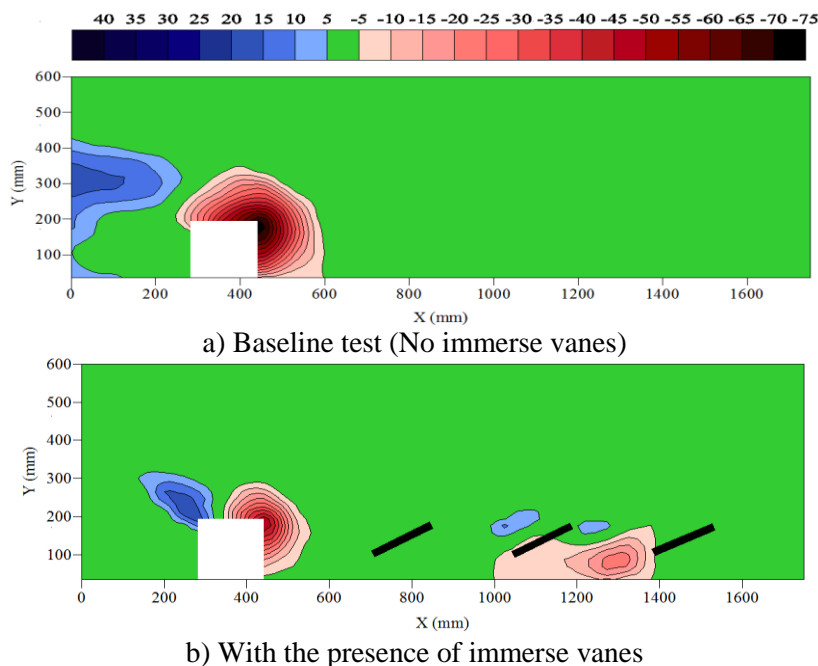 40 35 30 25 20 15 10 5 -5 -10 -15 -20 -25 -30 -35 -40 -45 -50 -55 -60 -65 -70 -75
600
500
400
300
200
100
Y (mm)
0 200 400 600 800 1000 1200 1400 1600
X (mm)
a) Baseline test (No immerse vanes)
600
500
400
300
200
100
Y (mm)
0 200 400 600 800 1000 1200 1400 1600
X (mm)
b) With the presence of immerse vanes